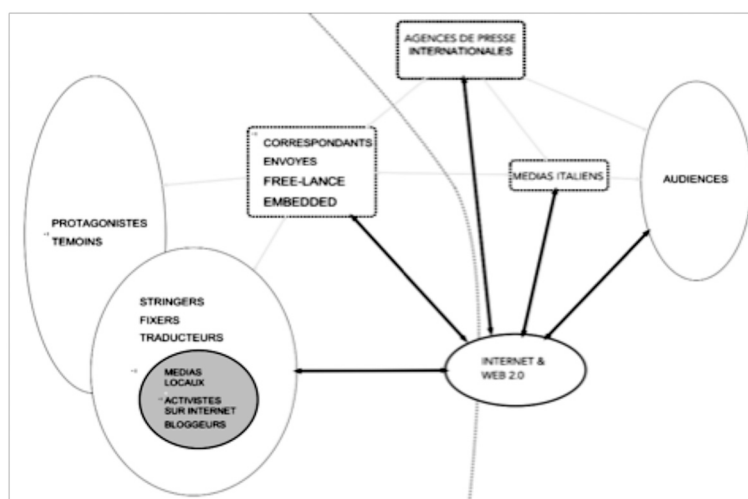 AGENCES DE PRESSE
INTERNATIONALES
CORRESPONDANTS
ENVOYES
FREE-LANCE
EMBEDDED
MEDIAS ITALIENS
AUDIENCES
PROTAGONISTES
TEMOINS
STRINGERS
FIXERS
TRADUCTEURS
MEDIAS
LOCAUX
ACTIVISTES
SUR INTERNET
BLOGGEURS
INTERNET &
WEB 2.0